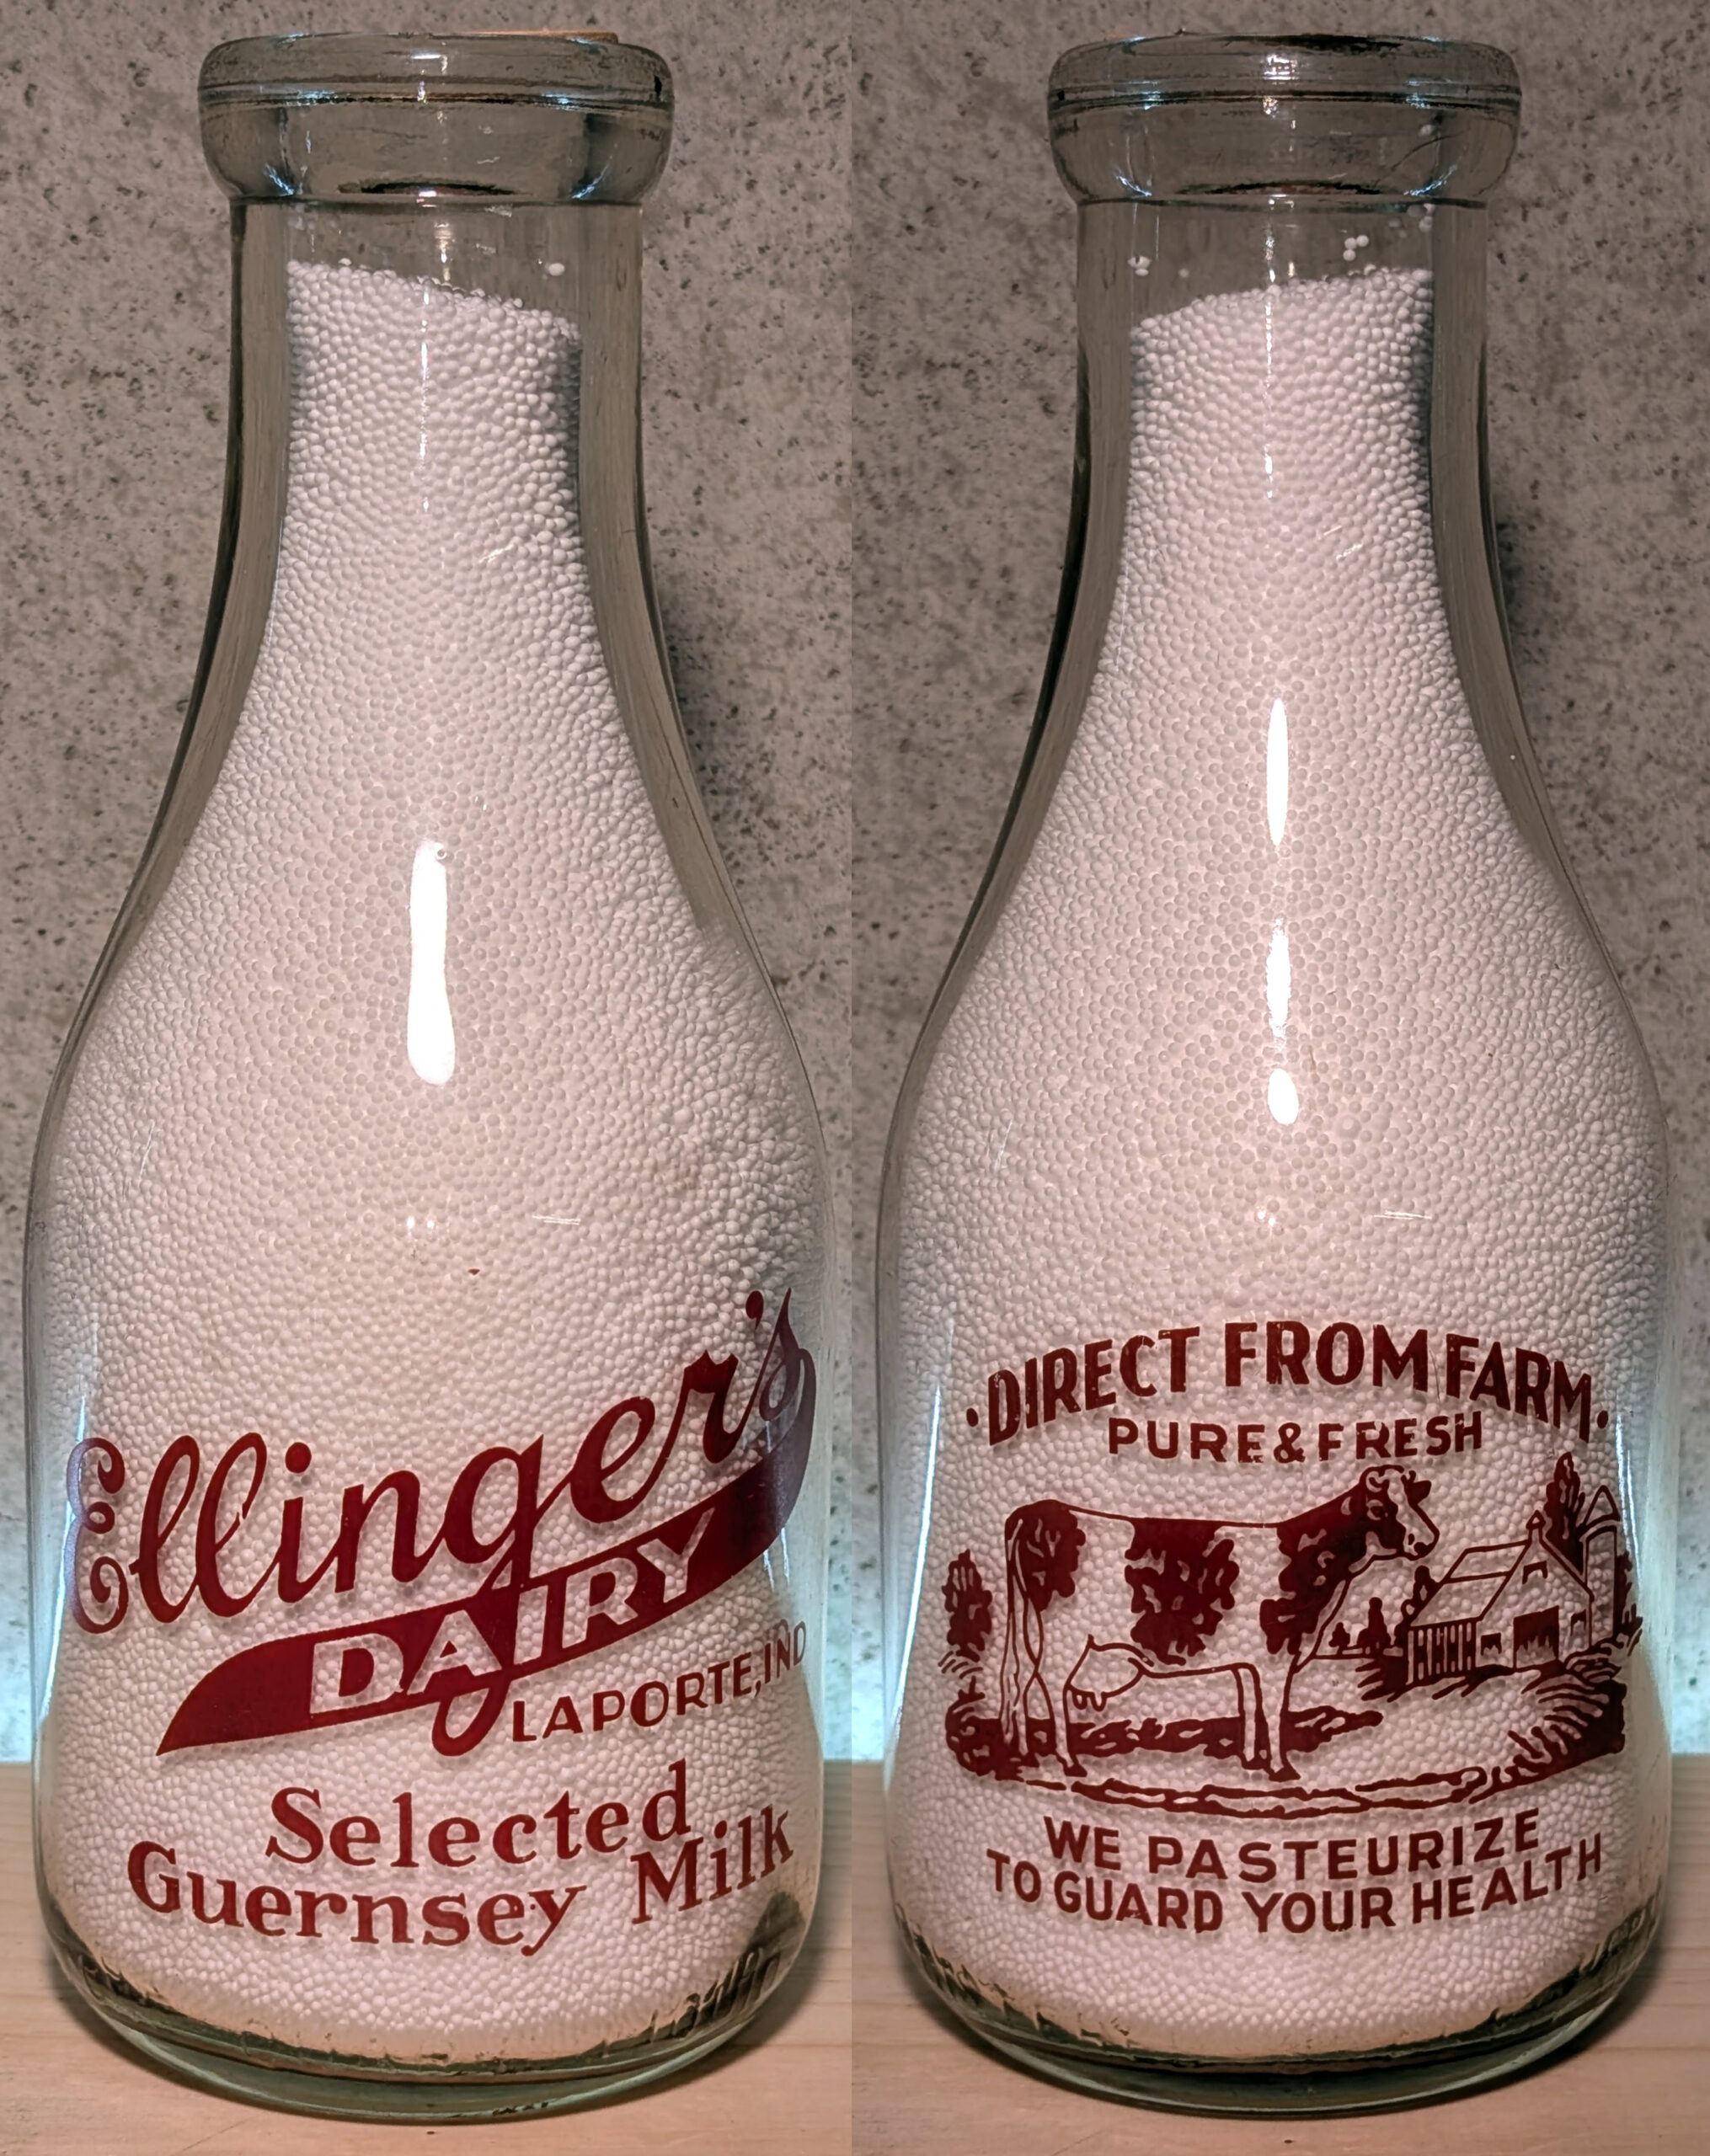 Ellinger's
DAIRY
LAPORTE, IND
Selected
Guernsey Milk
·DIRECT FROM FARM·
PURE & FRESH
WE PASTEURIZE
TO GUARD YOUR HEALTH